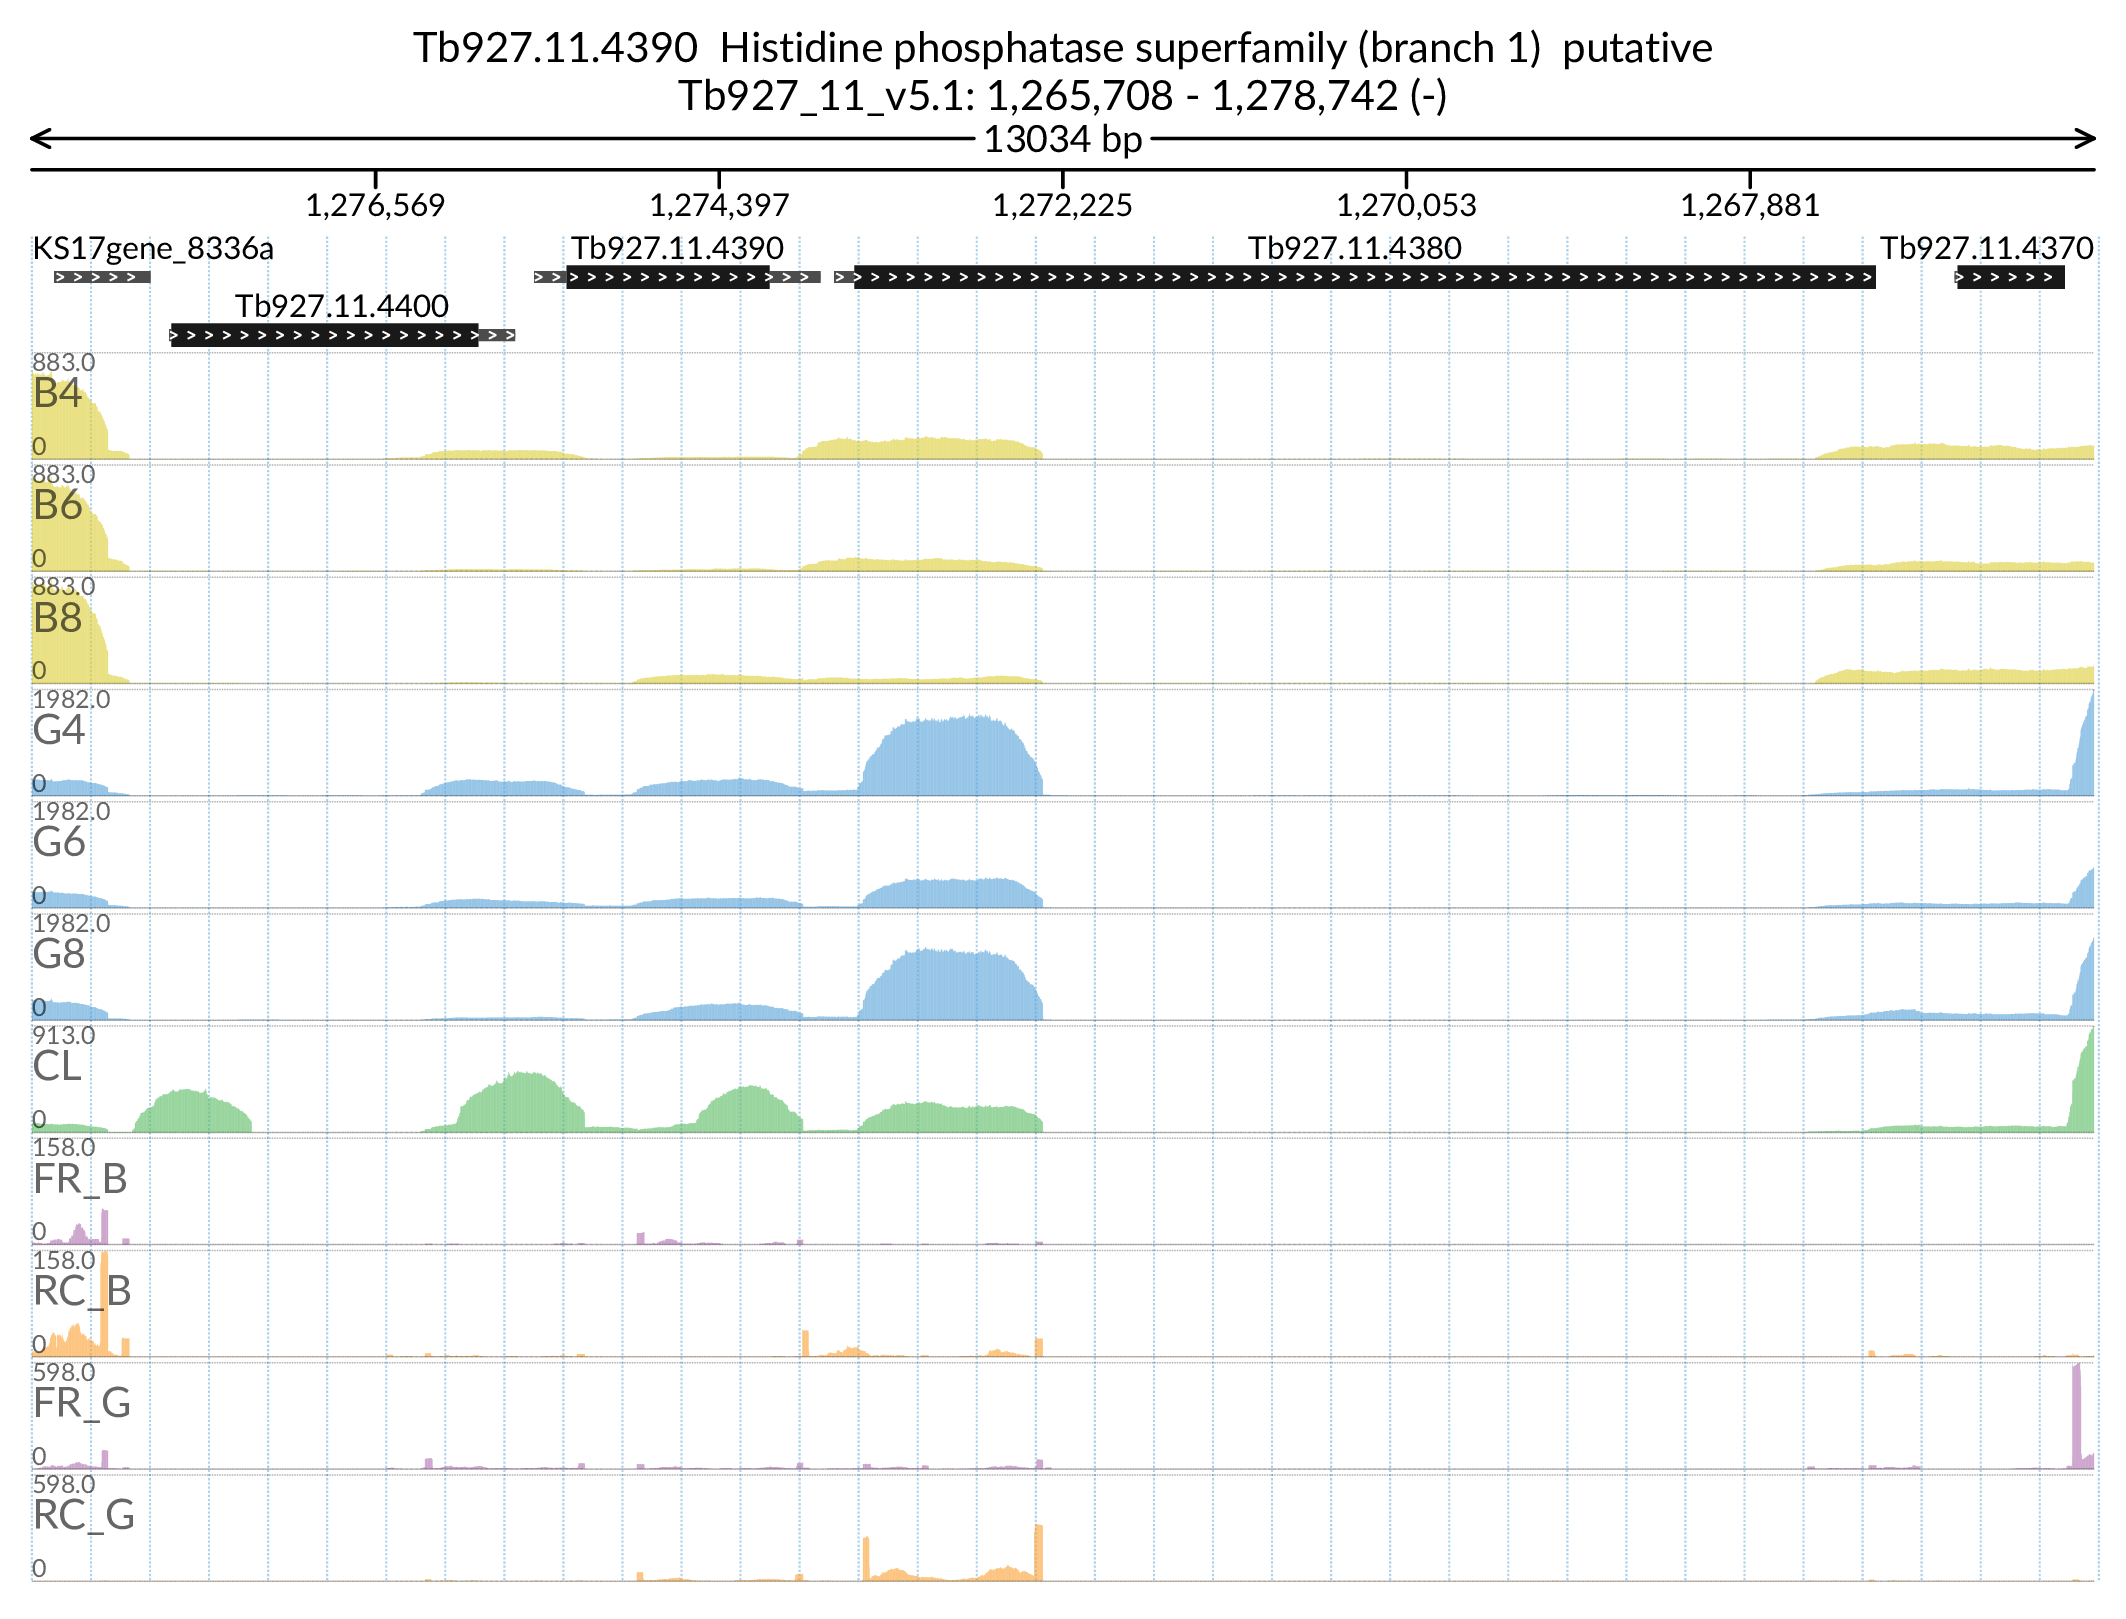 Tb927.11.4390  Histidine phosphatase superfamily (branch 1)  putative
Tb927_11_v5.1: 1,265,708 - 1,278,742 (-)
13034 bp
1,276,569 1,274,397 1,272,225 1,270,053 1,267,881
KS17gene_8336a Tb927.11.4390 Tb927.11.4380 Tb927.11.4370
Tb927.11.4400
883.0
B4
0
883.0
B6
0
883.0
B8
0
1982.0
G4
0
1982.0
G6
0
1982.0
G8
0
913.0
CL
0
158.0
FR_B
0
158.0
RC_B
0
598.0
FR_G
0
598.0
RC_G
0